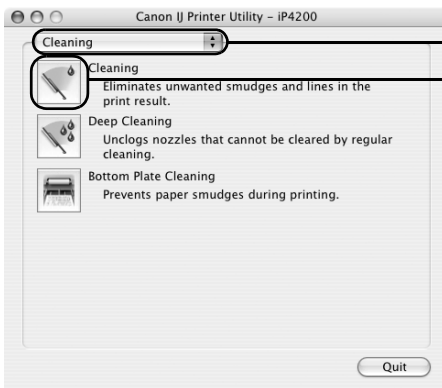 Canon IJ Printer Utility – iP4200
Cleaning
Cleaning
Eliminates unwanted smudges and lines in the
print result.
Deep Cleaning
Unclogs nozzles that cannot be cleared by regular
cleaning.
Bottom Plate Cleaning
Prevents paper smudges during printing.
Quit